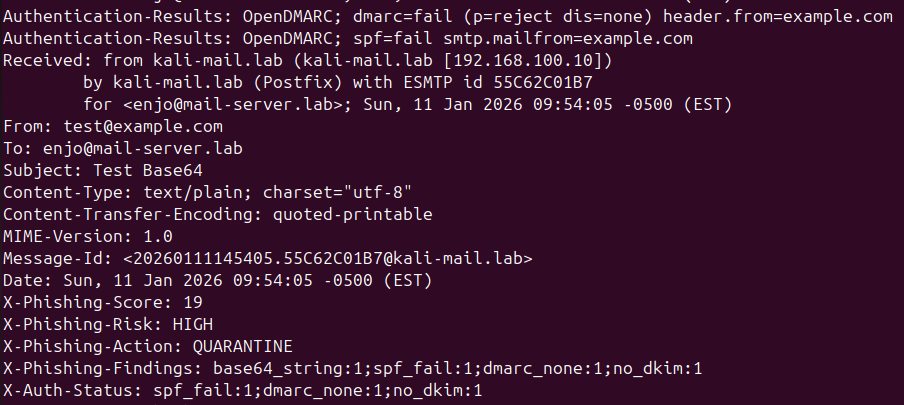 Authentication-Results: OpenDMARC; dmarc=fail (p=reject dis=none) header.from=example.com
Authentication-Results: OpenDMARC; spf=fail smtp.mailfrom=example.com
Received: from kali-mail.lab (kali-mail.lab [192.168.100.10])
        by kali-mail.lab (Postfix) with ESMTP id 55C62C01B7
        for <enjo@mail-server.lab>; Sun, 11 Jan 2026 09:54:05 -0500 (EST)
From: test@example.com
To: enjo@mail-server.lab
Subject: Test Base64
Content-Type: text/plain; charset="utf-8"
Content-Transfer-Encoding: quoted-printable
MIME-Version: 1.0
Message-Id: <20260111145405.55C62C01B7@kali-mail.lab>
Date: Sun, 11 Jan 2026 09:54:05 -0500 (EST)
X-Phishing-Score: 19
X-Phishing-Risk: HIGH
X-Phishing-Action: QUARANTINE
X-Phishing-Findings: base64_string:1;spf_fail:1;dmarc_none:1;no_dkim:1
X-Auth-Status: spf_fail:1;dmarc_none:1;no_dkim:1